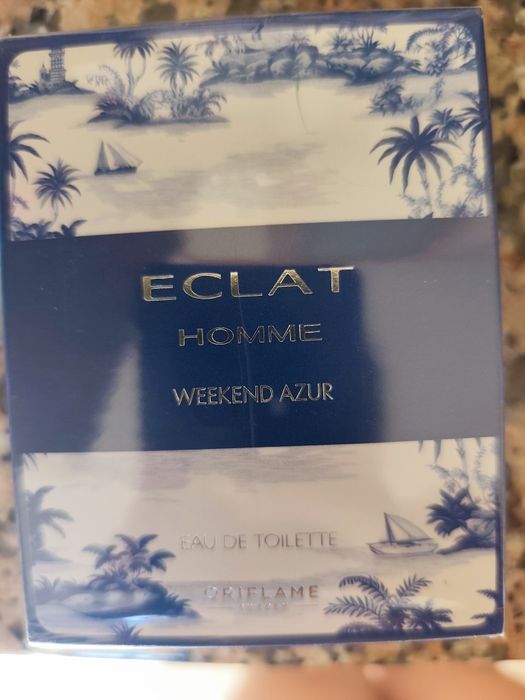 ECLAT
HOMME
WEEKEND AZUR
EAU DE TOILETTE
ORIFLAME